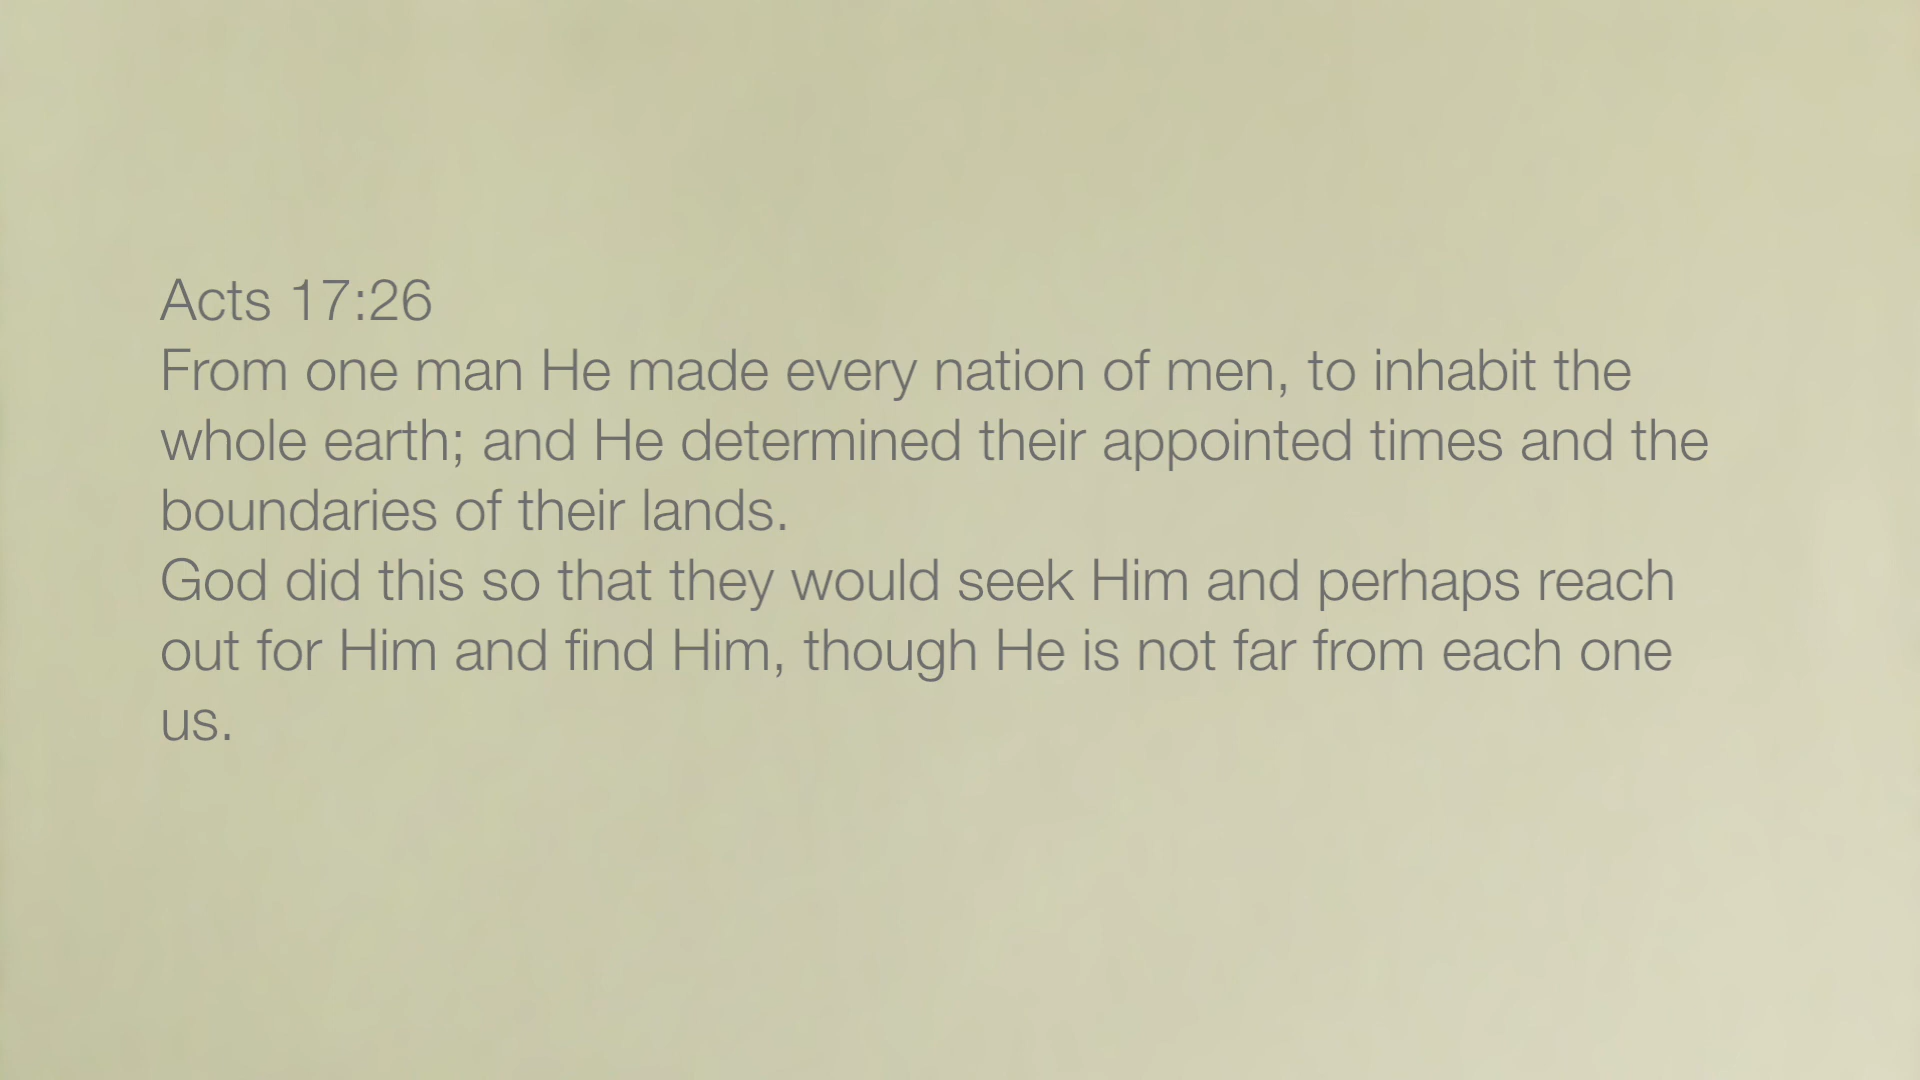 Acts 17:26
From one man He made every nation of men, to inhabit the
whole earth; and He determined their appointed times and the
boundaries of their lands.
God did this so that they would seek Him and perhaps reach
out for Him and find Him, though He is not far from each one
us.